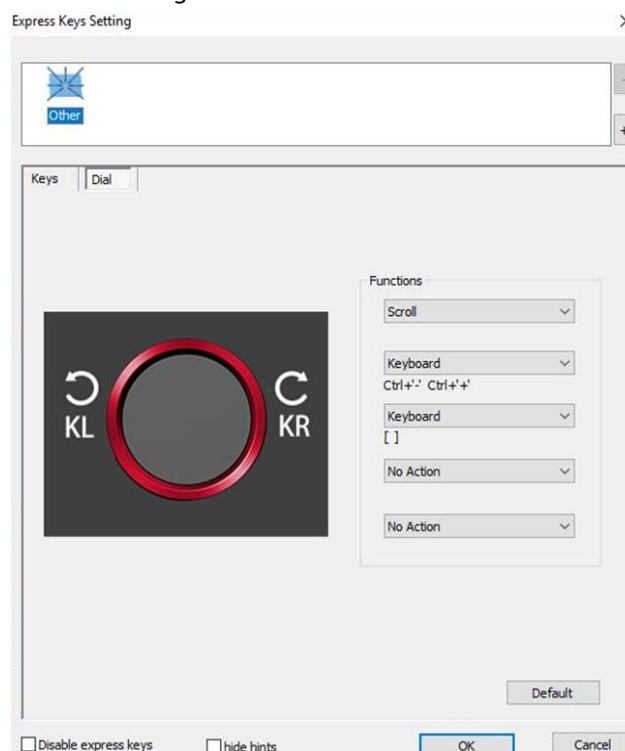 Express Keys Setting
Other
+
Keys Dial
Functions
Scroll
Keyboard
Ctrl+'-' Ctrl+'+'
Keyboard
[ ]
No Action
No Action
KL
KR
Default
Disable express keys hide hints OK Cancel